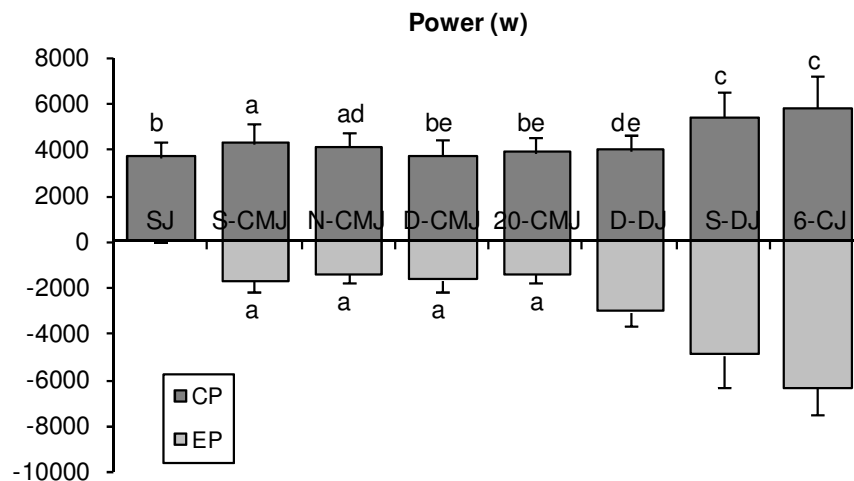 Power (w)
8000
6000
4000
2000
0
-2000
-4000
-6000
-8000
-10000
b
a
ad
be
be
de
c
c
SJ
S-CMJ
N-CMJ
D-CMJ
20-CMJ
D-DJ
S-DJ
6-CJ
a
a
a
a
CP
EP